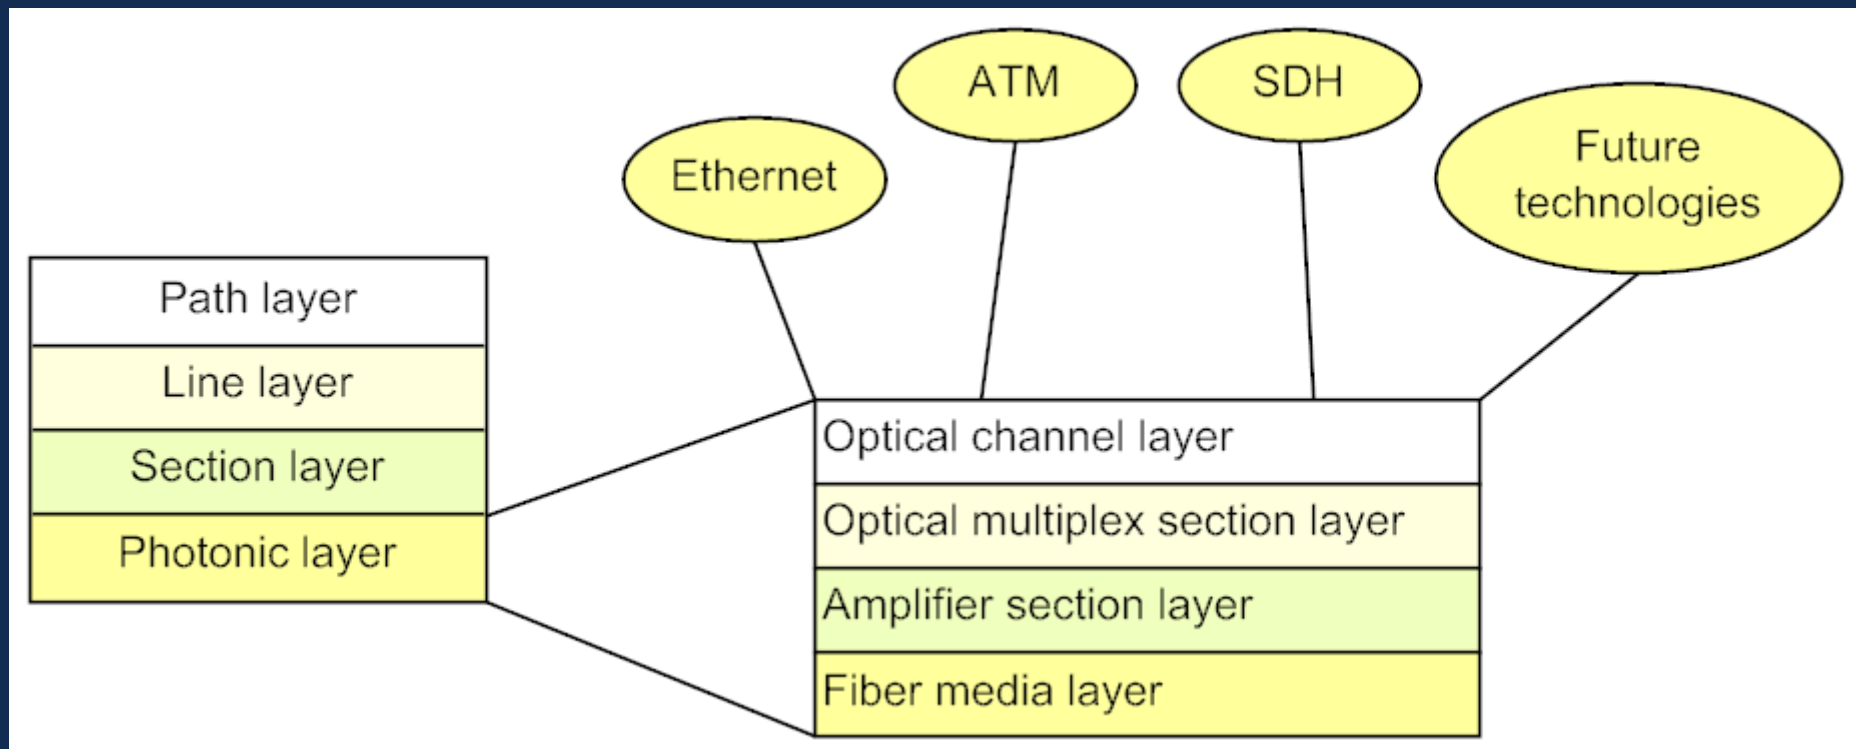 ATM
SDH
Ethernet
Future
technologies
Path layer
Line layer
Section layer
Photonic layer
Optical channel layer
Optical multiplex section layer
Amplifier section layer
Fiber media layer